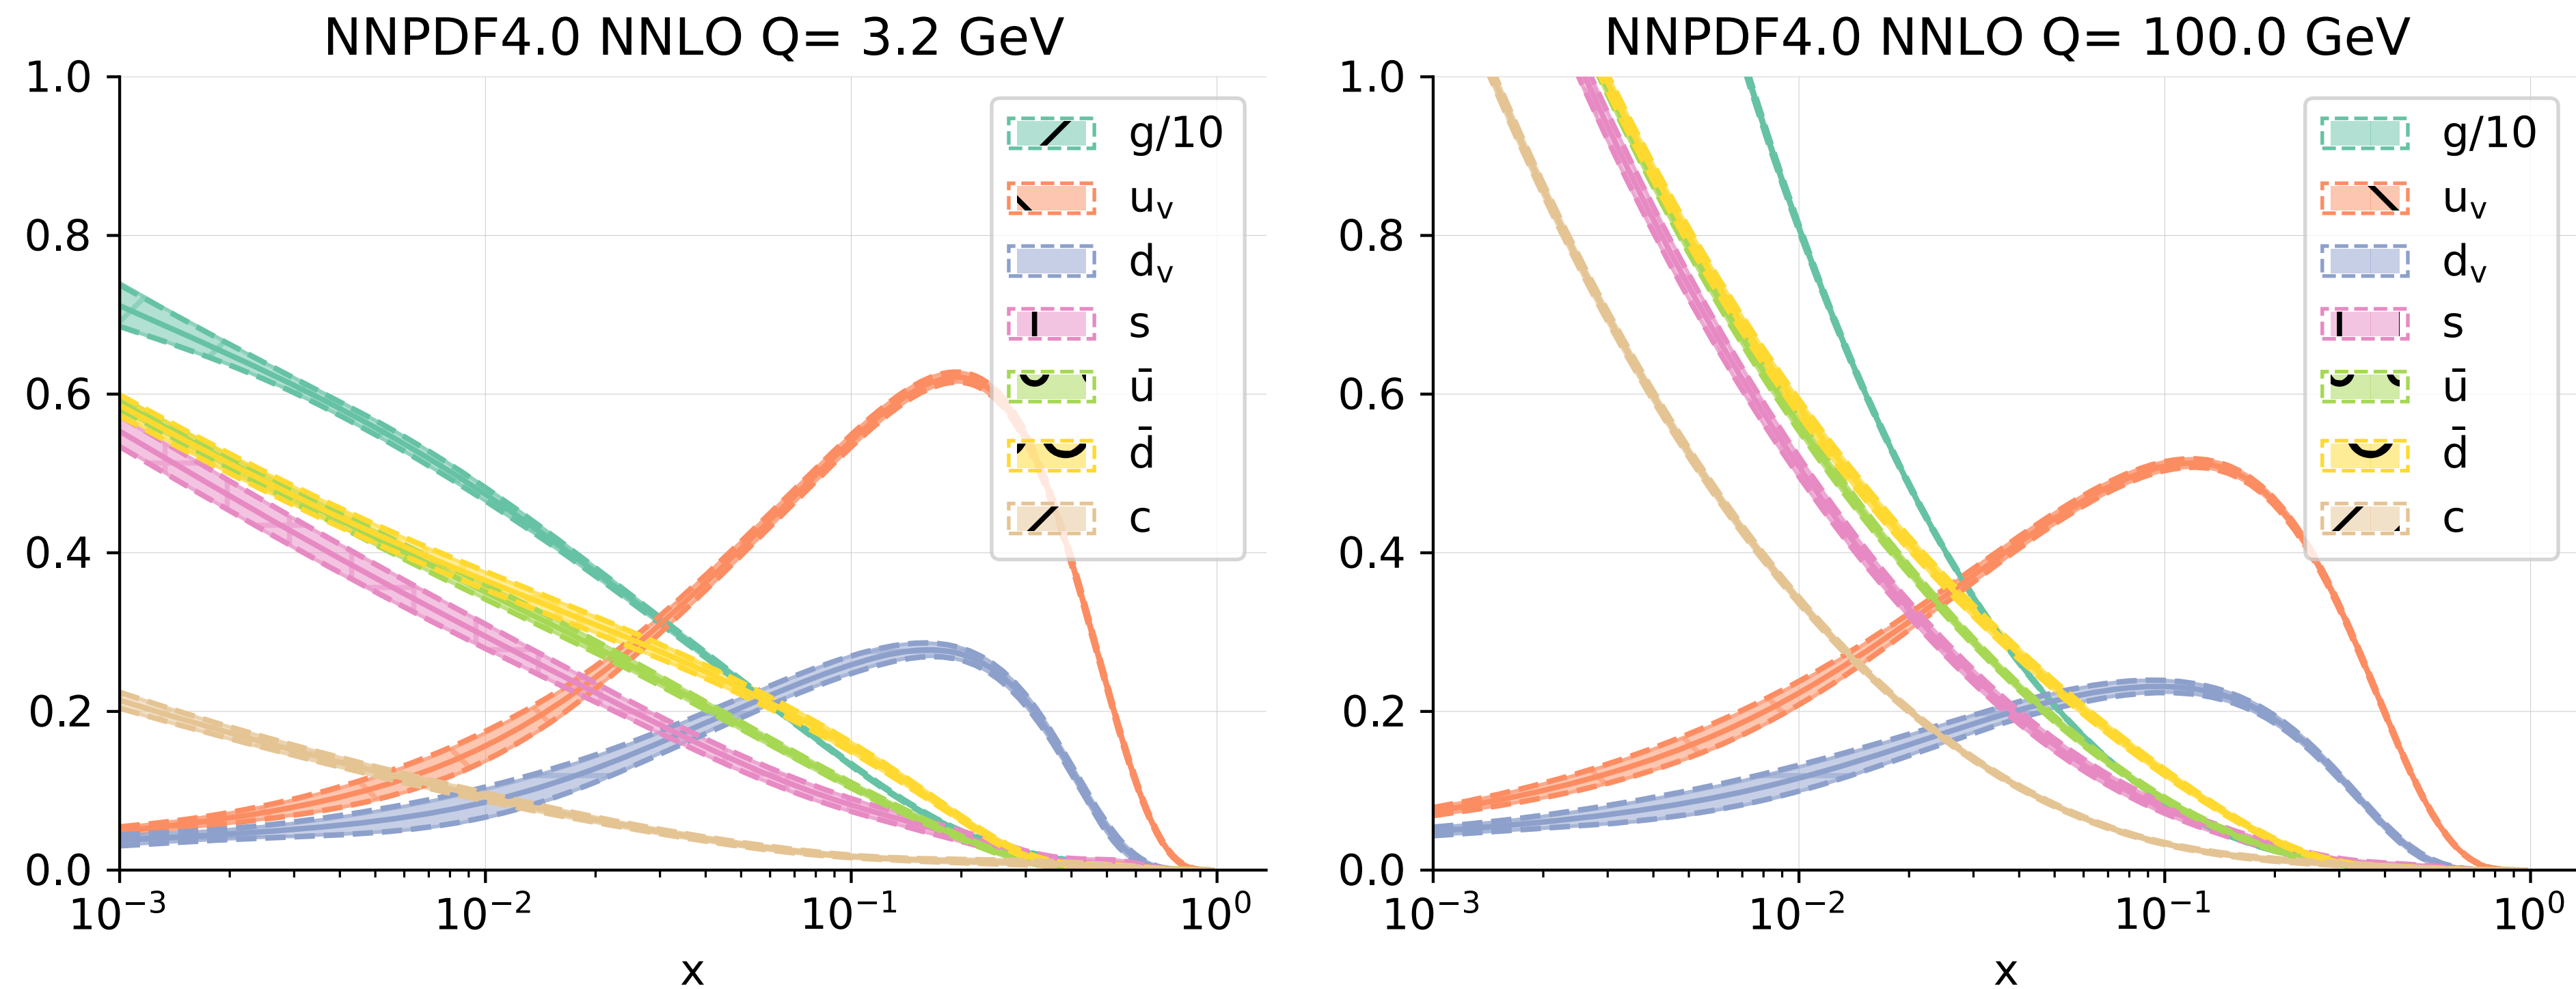 NNPDF4.0 NNLO Q= 3.2 GeV
1.0
0.8
0.6
0.4
0.2
0.0
10⁻³
10⁻²
10⁻¹
10⁰
x
g/10
uᵥ
dᵥ
s
ū
d̄
c
NNPDF4.0 NNLO Q= 100.0 GeV
1.0
0.8
0.6
0.4
0.2
0.0
10⁻³
10⁻²
10⁻¹
10⁰
x
g/10
uᵥ
dᵥ
s
ū
d̄
c